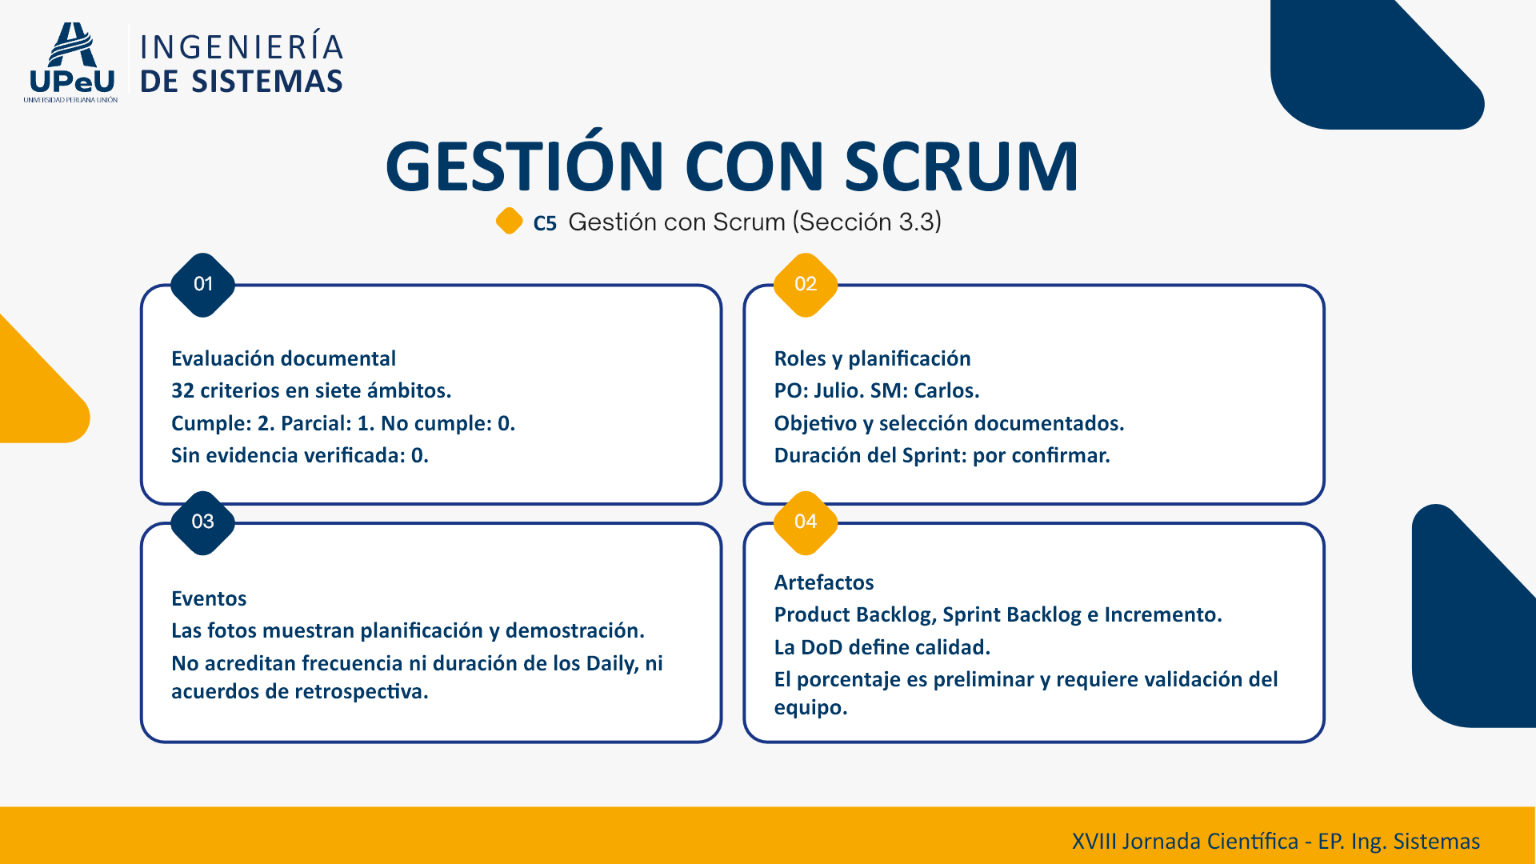 UPeU
UNIVERSIDAD PERUANA UNIÓN
INGENIERÍA
DE SISTEMAS
GESTIÓN CON SCRUM
C5 Gestión con Scrum (Sección 3.3)
01
Evaluación documental
32 criterios en siete ámbitos.
Cumple: 2. Parcial: 1. No cumple: 0.
Sin evidencia verificada: 0.
02
Roles y planificación
PO: Julio. SM: Carlos.
Objetivo y selección documentados.
Duración del Sprint: por confirmar.
03
Eventos
Las fotos muestran planificación y demostración.
No acreditan frecuencia ni duración de los Daily, ni
acuerdos de retrospectiva.
04
Artefactos
Product Backlog, Sprint Backlog e Incremento.
La DoD define calidad.
El porcentaje es preliminar y requiere validación del
equipo.
XVIII Jornada Científica - EP. Ing. Sistemas